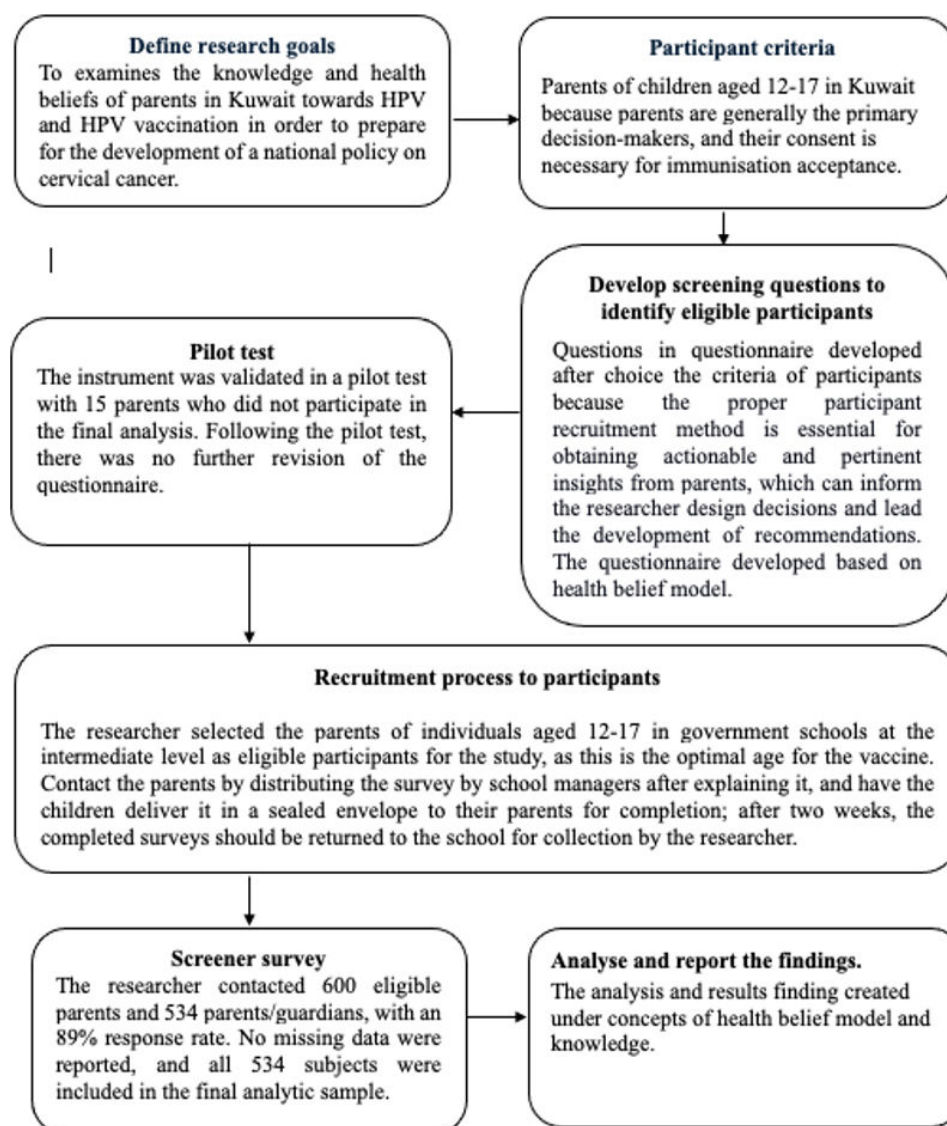 Define research goals
To examines the knowledge and health
beliefs of parents in Kuwait towards HPV
and HPV vaccination in order to prepare
for the development of a national policy on
cervical cancer.
Participant criteria
Parents of children aged 12-17 in Kuwait
because parents are generally the primary
decision-makers, and their consent is
necessary for immunisation acceptance.
Develop screening questions to
identify eligible participants
Questions in questionnaire developed
after choice the criteria of participants
because the proper participant
recruitment method is essential for
obtaining actionable and pertinent
insights from parents, which can inform
the researcher design decisions and lead
the development of recommendations.
The questionnaire developed based on
health belief model.
Pilot test
The instrument was validated in a pilot test
with 15 parents who did not participate in
the final analysis. Following the pilot test,
there was no further revision of the
questionnaire.
Recruitment process to participants
The researcher selected the parents of individuals aged 12-17 in government schools at the
intermediate level as eligible participants for the study, as this is the optimal age for the vaccine.
Contact the parents by distributing the survey by school managers after explaining it, and have the
children deliver it in a sealed envelope to their parents for completion; after two weeks, the
completed surveys should be returned to the school for collection by the researcher.
Screener survey
The researcher contacted 600 eligible
parents and 534 parents/guardians, with an
89% response rate. No missing data were
reported, and all 534 subjects were
included in the final analytic sample.
Analyse and report the findings.
The analysis and results finding created
under concepts of health belief model and
knowledge.